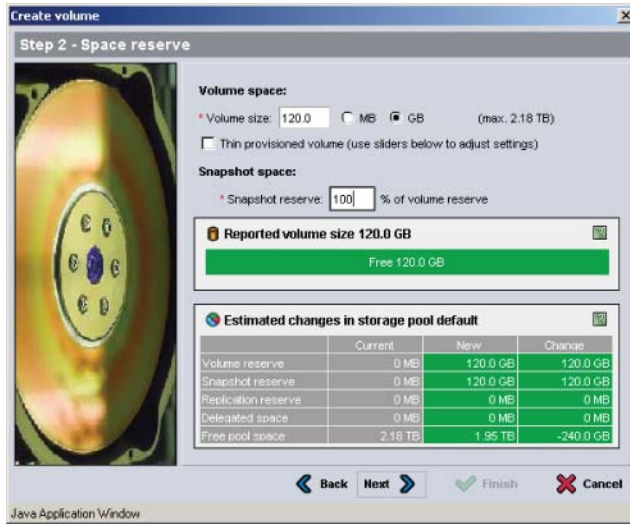 Create volume
Step 2 - Space reserve
Volume space:
* Volume size: 120.0 MB GB (max. 2.18 TB)
Thin provisioned volume (use sliders below to adjust settings)
Snapshot space:
* Snapshot reserve: 100 % of volume reserve
Reported volume size 120.0 GB
Free 120.0 GB
Estimated changes in storage pool default
Current New Change
Volume reserve 0 MB 120.0 GB 120.0 GB
Snapshot reserve 0 MB 120.0 GB 120.0 GB
Replication reserve 0 MB 0 MB 0 MB
Delegated space 0 MB 0 MB 0 MB
Free pool space 2.18 TB 1.95 TB -240.0 GB
Back Next Finish Cancel
Java Application Window